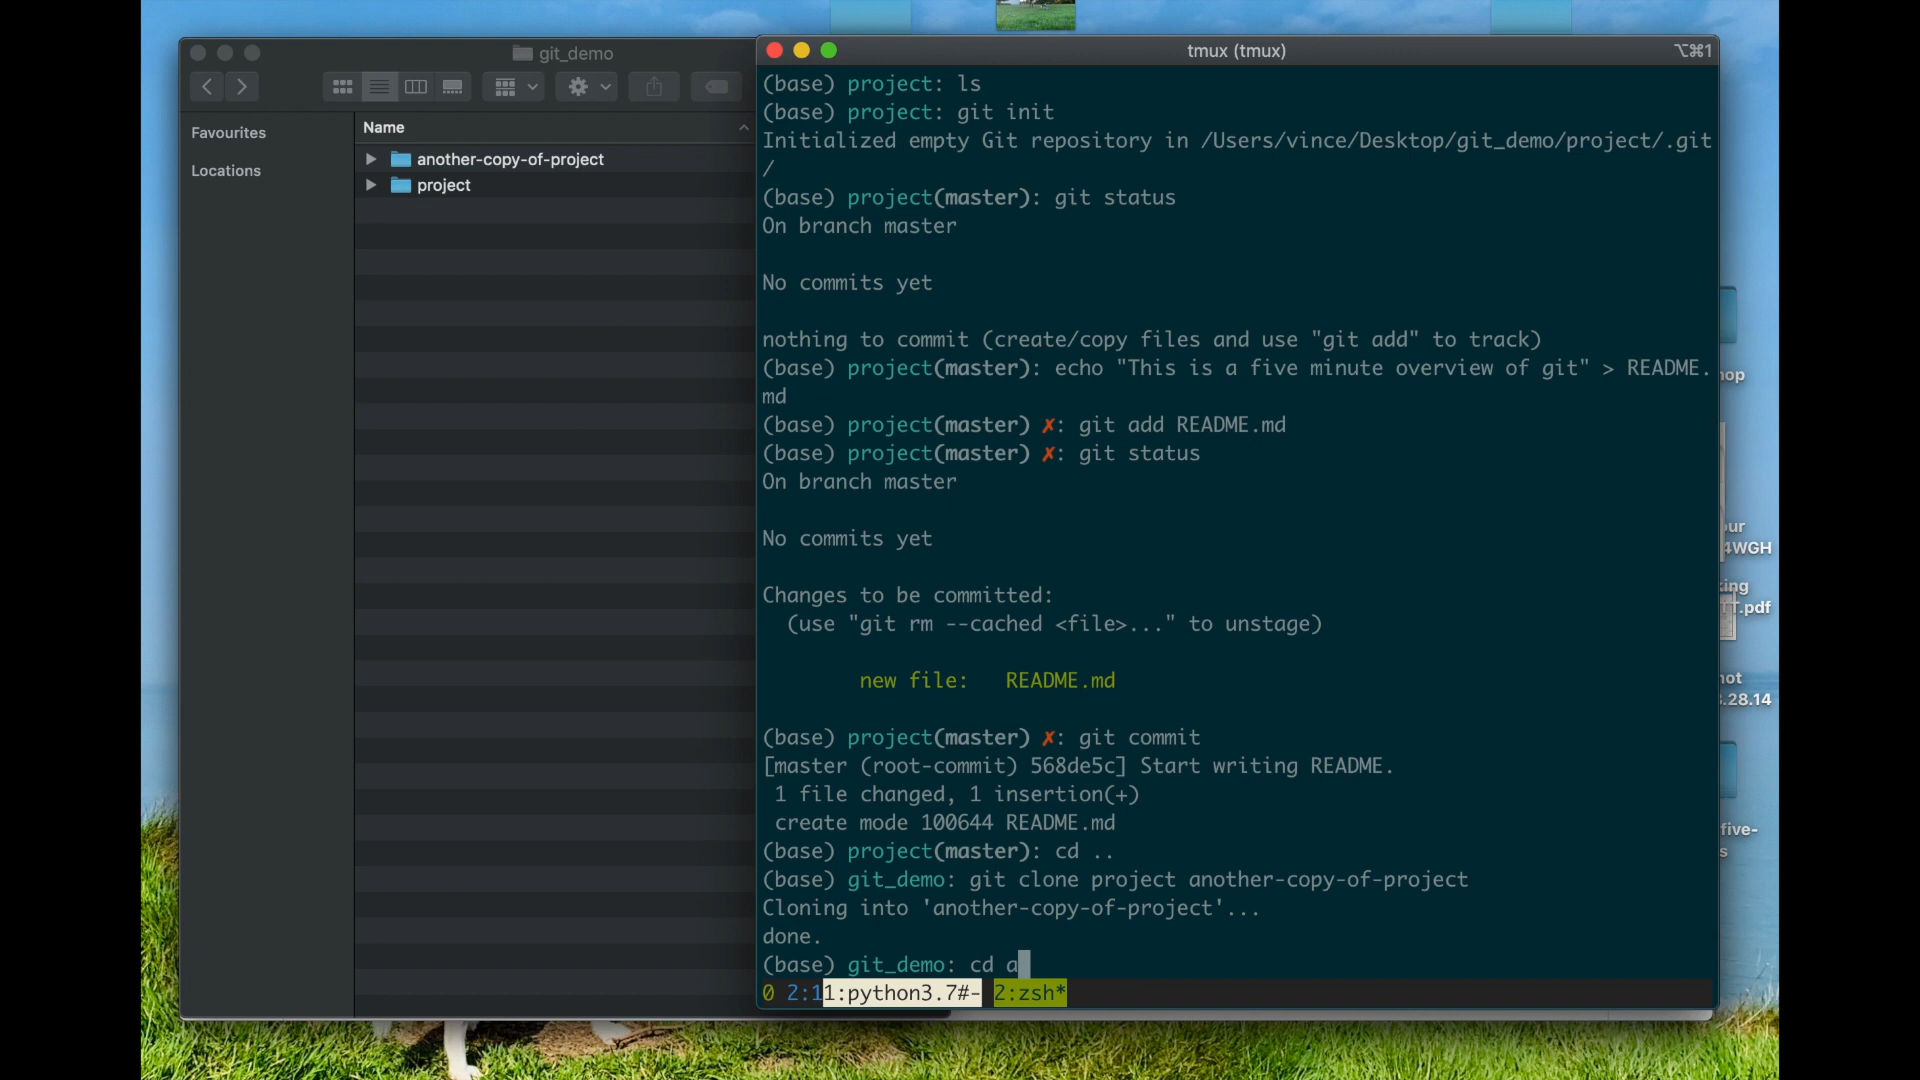 git_demo
Favourites
Locations
Name
another-copy-of-project
project
tmux (tmux)
⌥⌘1
(base) project: ls
(base) project: git init
Initialized empty Git repository in /Users/vince/Desktop/git_demo/project/.git
/
(base) project(master): git status
On branch master
No commits yet
nothing to commit (create/copy files and use "git add" to track)
(base) project(master): echo "This is a five minute overview of git" > README.
md
(base) project(master) ✗: git add README.md
(base) project(master) ✗: git status
On branch master
No commits yet
Changes to be committed:
(use "git rm --cached <file>..." to unstage)
new file: README.md
(base) project(master) ✗: git commit
[master (root-commit) 568de5c] Start writing README.
1 file changed, 1 insertion(+)
create mode 100644 README.md
(base) project(master): cd ..
(base) git_demo: git clone project another-copy-of-project
Cloning into 'another-copy-of-project'...
done.
(base) git_demo: cd a
0 2:11:python3.7#- 2:zsh*
4WGH
.pdf
.28.14
five-